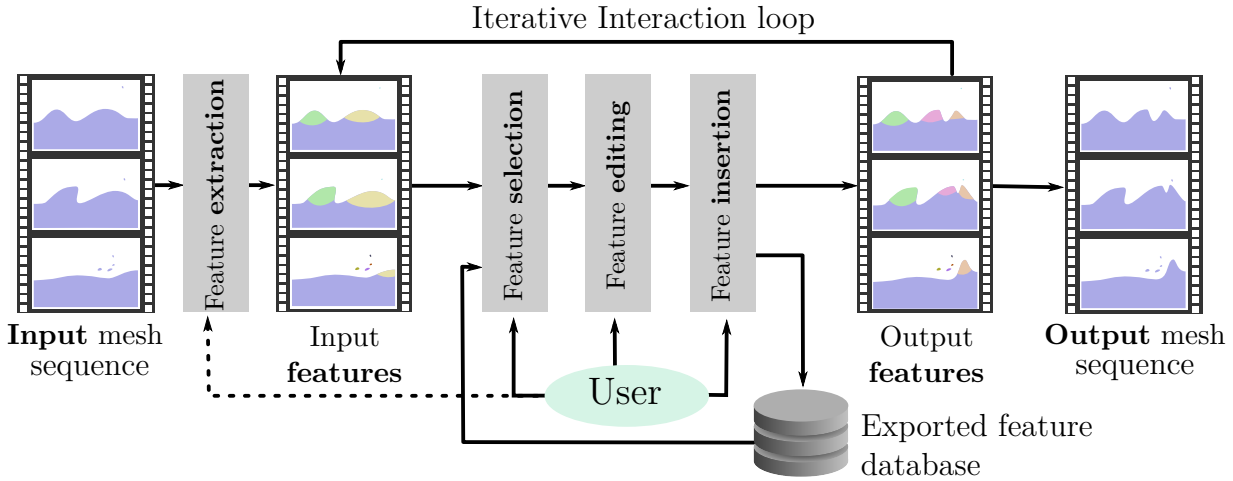 Iterative Interaction loop
Feature extraction
Feature selection
Feature editing
Feature insertion
Input mesh
sequence
Input
features
Output
features
Output mesh
sequence
User
Exported feature
database